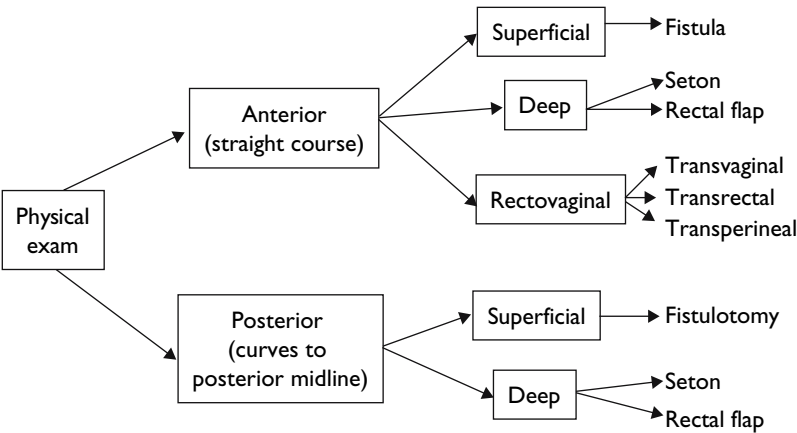 Physical
exam
Anterior
(straight course)
Superficial
Fistula
Deep
Seton
Rectal flap
Rectovaginal
Transvaginal
Transrectal
Transperineal
Posterior
(curves to
posterior midline)
Superficial
Fistulotomy
Deep
Seton
Rectal flap